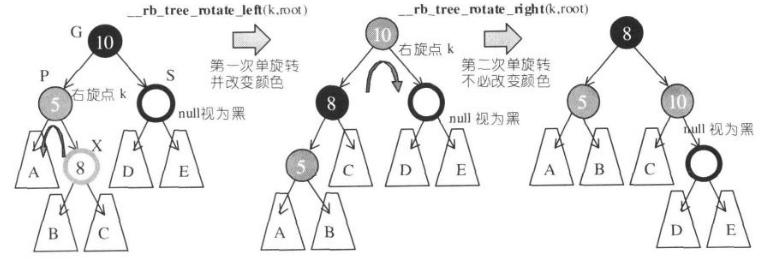 __rb_tree_rotate_left(k,root)
__rb_tree_rotate_right(k,root)
G
10
第一次单旋转
并改变颜色
10
右旋点 k
第二次单旋转
不必改变颜色
8
P
5
右旋点 k
S
null视为黑
8
null 视为黑
5
10
null 视为黑
A
X
8
D
E
5
C
D
E
A
B
C
B
C
A
B
D
E